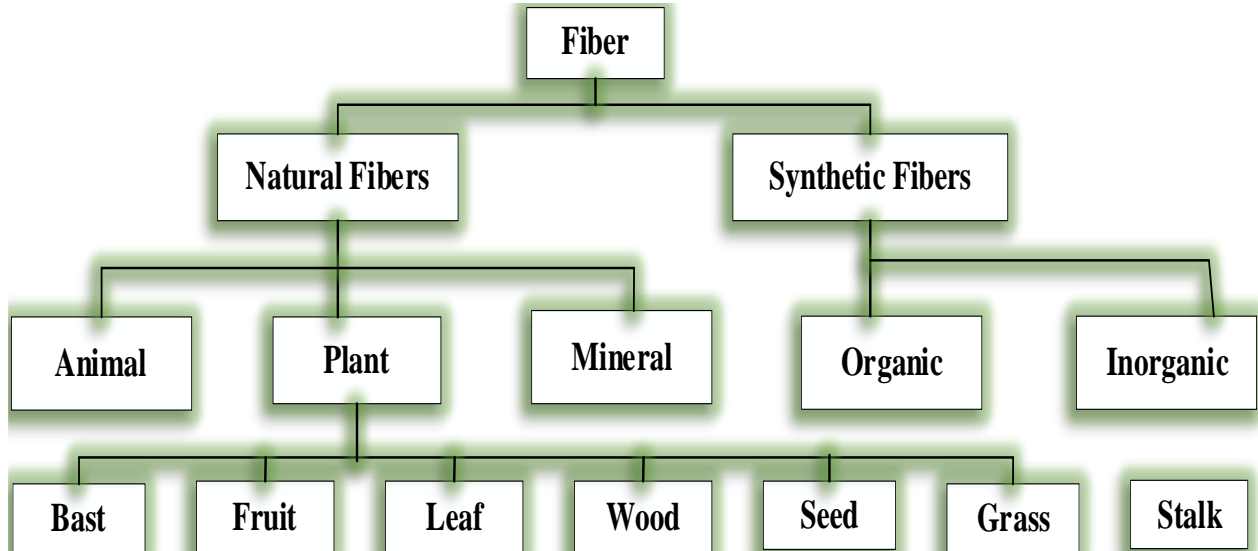 Fiber
Natural Fibers
Synthetic Fibers
Animal
Plant
Mineral
Organic
Inorganic
Bast
Fruit
Leaf
Wood
Seed
Grass
Stalk